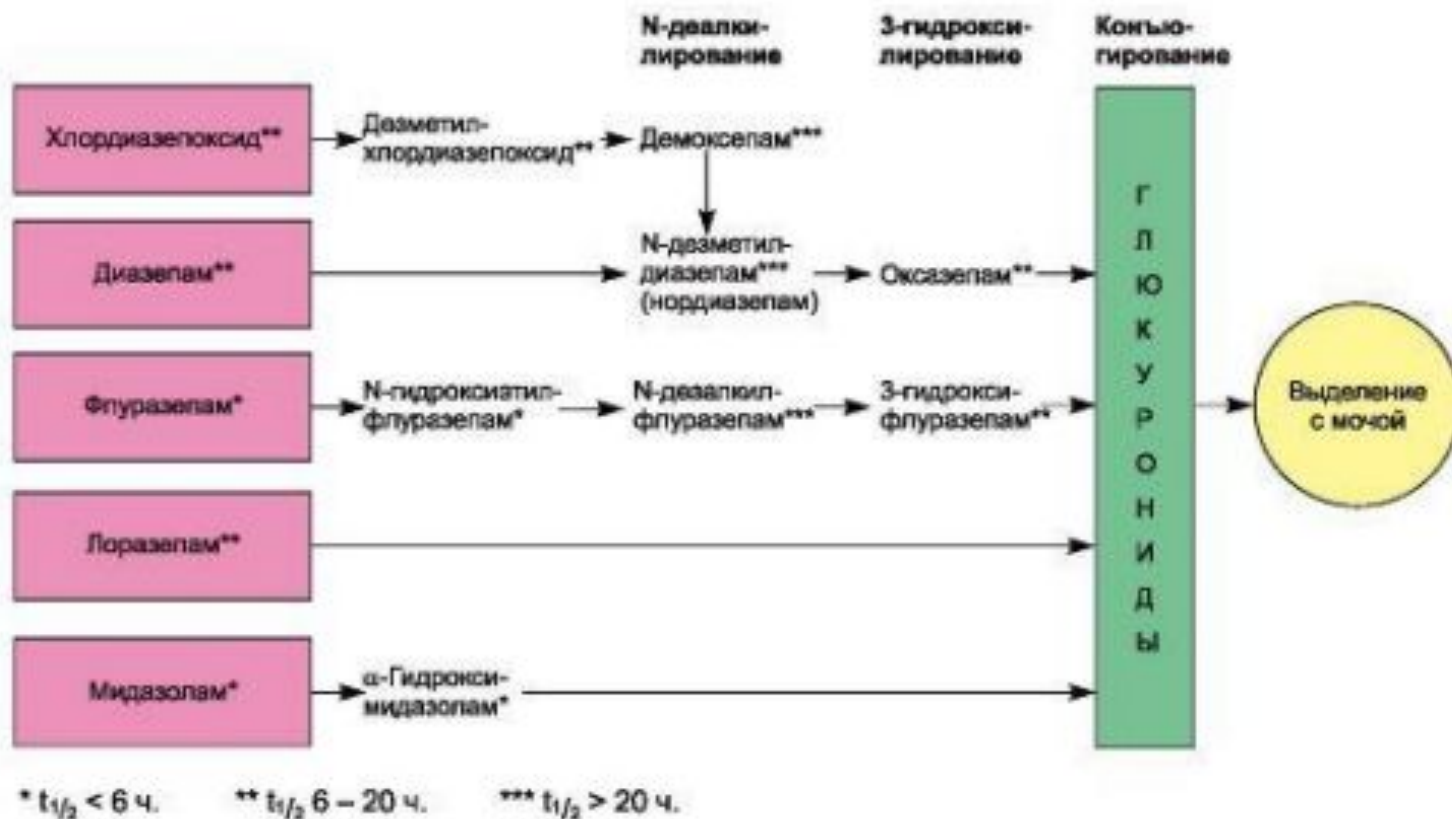 N-деалки-
лирование
3-гидрокси-
лирование
Конъю-
гирование
Хлордиазепоксид**
Дезметил-
хлордиазепоксид**
Демоксепам***
Диазепам**
N-дезметил-
диазепам***
(нордиазепам)
Оксазепам**
Флуразепам*
N-гидроксиэтил-
флуразепам*
N-дезалкил-
флуразепам***
3-гидрокси-
флуразепам**
Лоразепам**
Мидазолам*
α-Гидрокси-
мидазолам*
Г
Л
Ю
К
У
Р
О
Н
И
Д
Ы
Выделение
с мочой
* t1/2 < 6 ч. ** t1/2 6 – 20 ч. *** t1/2 > 20 ч.